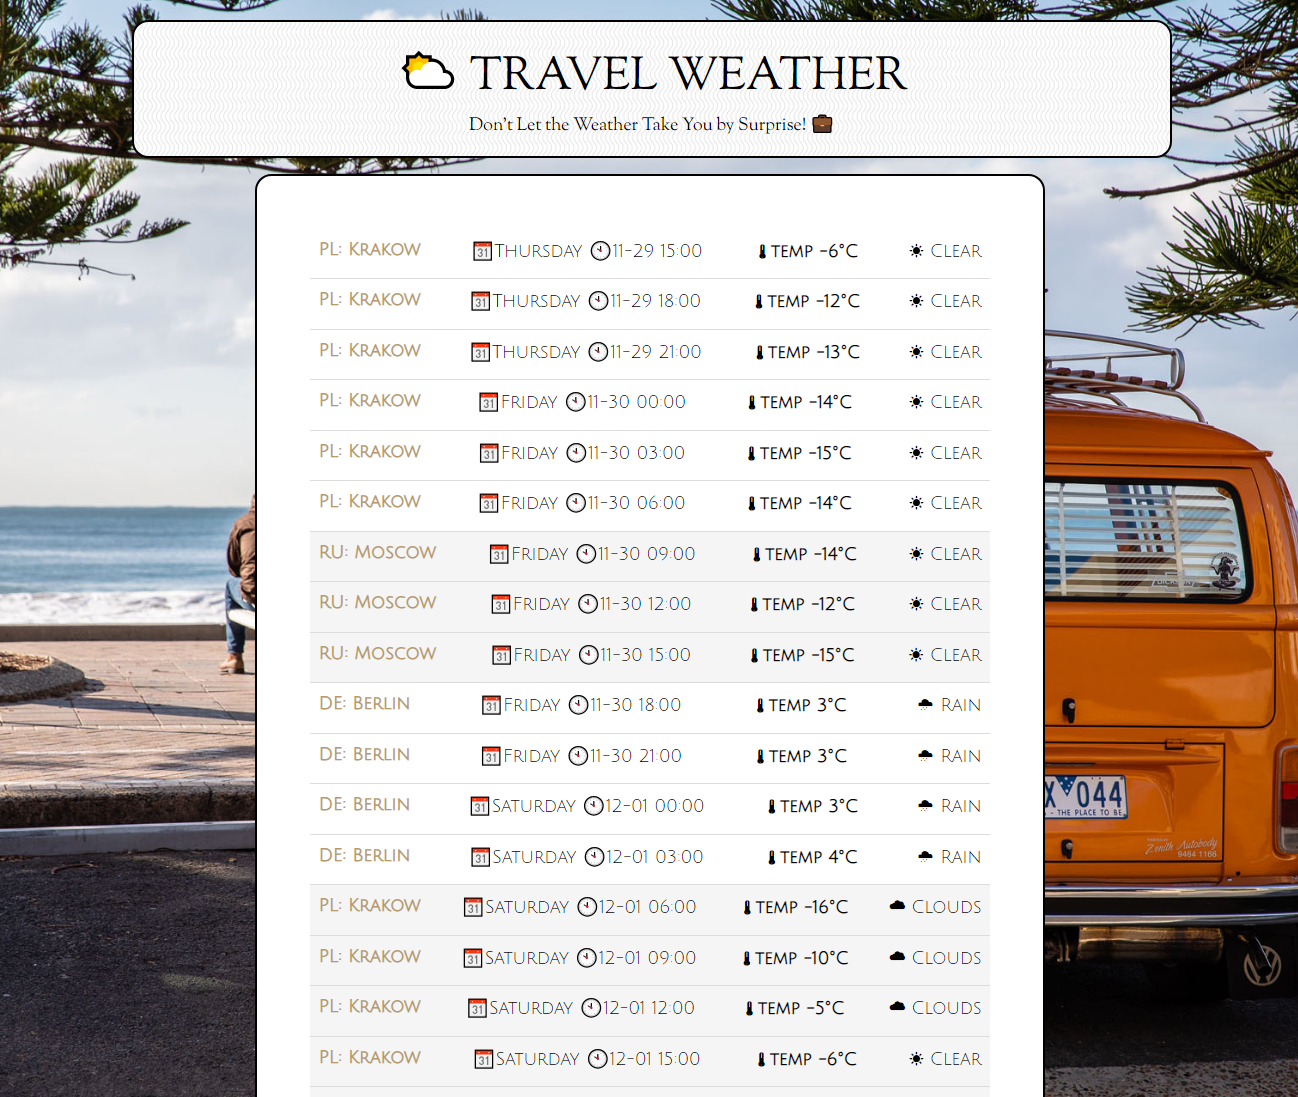 TRAVEL WEATHER
Don't Let the Weather Take You by Surprise!
PL: Krakow 31 Thursday 11-29 15:00 TEMP -6°C Clear
PL: Krakow 31 Thursday 11-29 18:00 TEMP -12°C Clear
PL: Krakow 31 Thursday 11-29 21:00 TEMP -13°C Clear
PL: Krakow 31 Friday 11-30 00:00 TEMP -14°C Clear
PL: Krakow 31 Friday 11-30 03:00 TEMP -15°C Clear
PL: Krakow 31 Friday 11-30 06:00 TEMP -14°C Clear
RU: Moscow 31 Friday 11-30 09:00 TEMP -14°C Clear
RU: Moscow 31 Friday 11-30 12:00 TEMP -12°C Clear
RU: Moscow 31 Friday 11-30 15:00 TEMP -15°C Clear
DE: Berlin 31 Friday 11-30 18:00 TEMP 3°C Rain
DE: Berlin 31 Friday 11-30 21:00 TEMP 3°C Rain
DE: Berlin 31 Saturday 12-01 00:00 TEMP 3°C Rain
DE: Berlin 31 Saturday 12-01 03:00 TEMP 4°C Rain
PL: Krakow 31 Saturday 12-01 06:00 TEMP -16°C Clouds
PL: Krakow 31 Saturday 12-01 09:00 TEMP -10°C Clouds
PL: Krakow 31 Saturday 12-01 12:00 TEMP -5°C Clouds
PL: Krakow 31 Saturday 12-01 15:00 TEMP -6°C Clear
X 044
- THE PLACE TO BE
Zenith Autobody
9464 1166